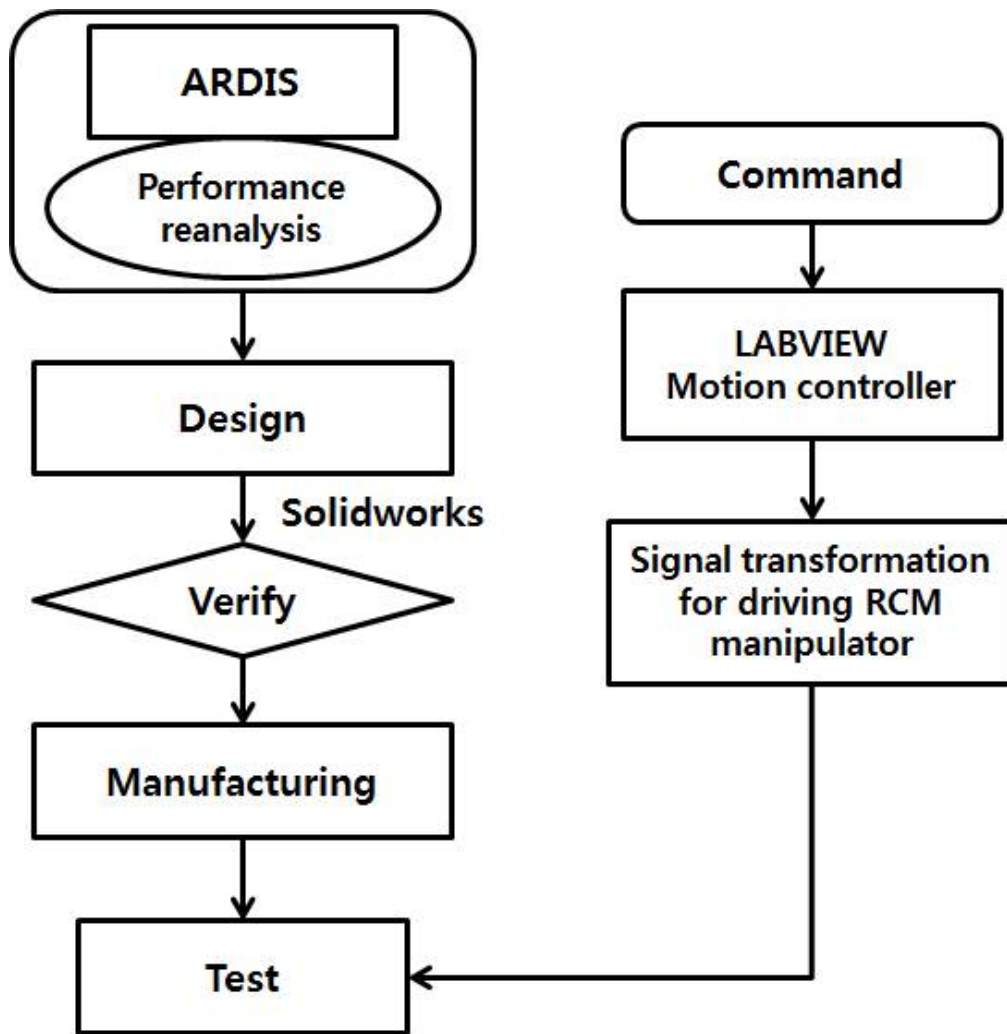 ARDIS
Performance
reanalysis
Design
Solidworks
Verify
Manufacturing
Test
Command
LABVIEW
Motion controller
Signal transformation
for driving RCM
manipulator